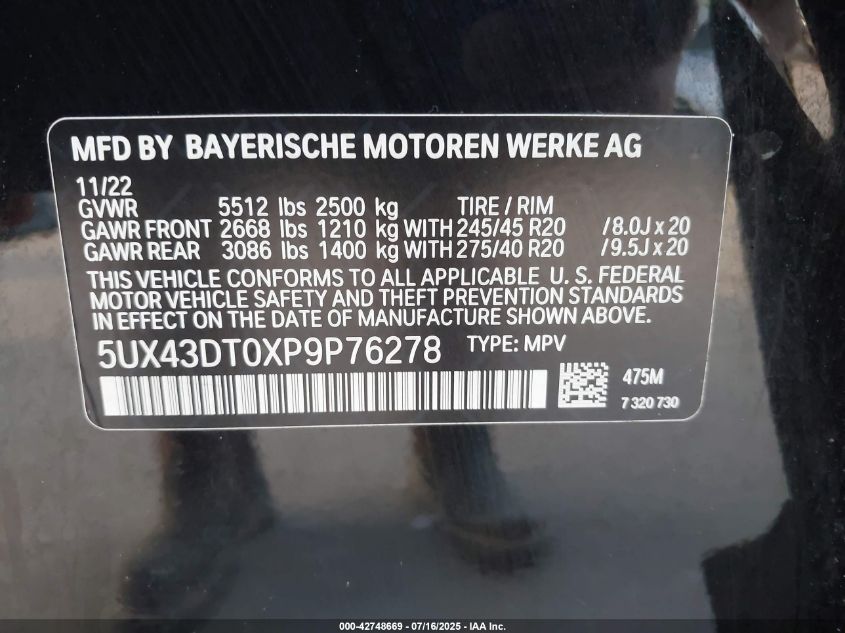 MFD BY BAYERISCHE MOTOREN WERKE AG
11/22
GVWR 5512 lbs 2500 kg TIRE / RIM
GAWR FRONT 2668 lbs 1210 kg WITH 245/45 R20 /8.0J x 20
GAWR REAR 3086 lbs 1400 kg WITH 275/40 R20 /9.5J x 20
THIS VEHICLE CONFORMS TO ALL APPLICABLE U. S. FEDERAL
MOTOR VEHICLE SAFETY AND THEFT PREVENTION STANDARDS
IN EFFECT ON THE DATE OF MANUFACTURE SHOWN ABOVE.
5UX43DT0XP9P76278 TYPE: MPV
475M
7 320 730
000-42748669 - 07/16/2025 - IAA Inc.